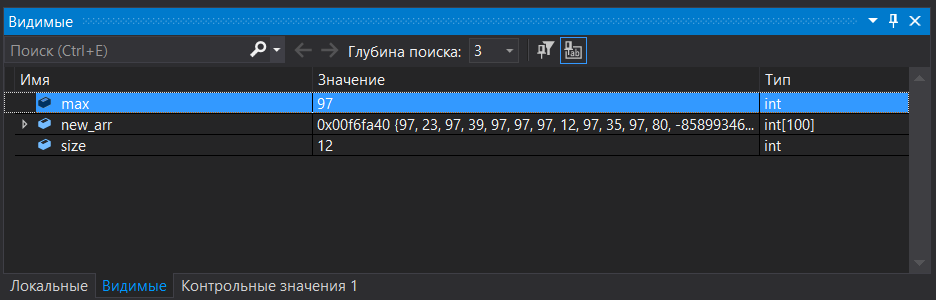 Видимые
Поиск (Ctrl+E) Глубина поиска: 3
Имя Значение Тип
max 97 int
new_arr 0x00f6fa40 {97, 23, 97, 39, 97, 97, 97, 12, 97, 35, 97, 80, -85899346... int[100]
size 12 int
Локальные Видимые Контрольные значения 1